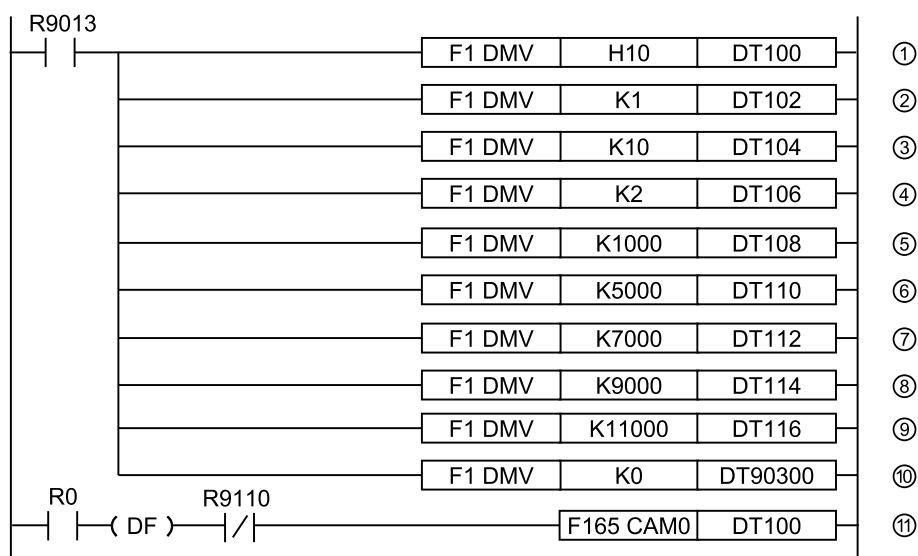 R9013
F1 DMV H10 DT100 ①
F1 DMV K1 DT102 ②
F1 DMV K10 DT104 ③
F1 DMV K2 DT106 ④
F1 DMV K1000 DT108 ⑤
F1 DMV K5000 DT110 ⑥
F1 DMV K7000 DT112 ⑦
F1 DMV K9000 DT114 ⑧
F1 DMV K11000 DT116 ⑨
F1 DMV K0 DT90300 ⑩
R0 R9110
( DF ) F165 CAM0 DT100 ⑪